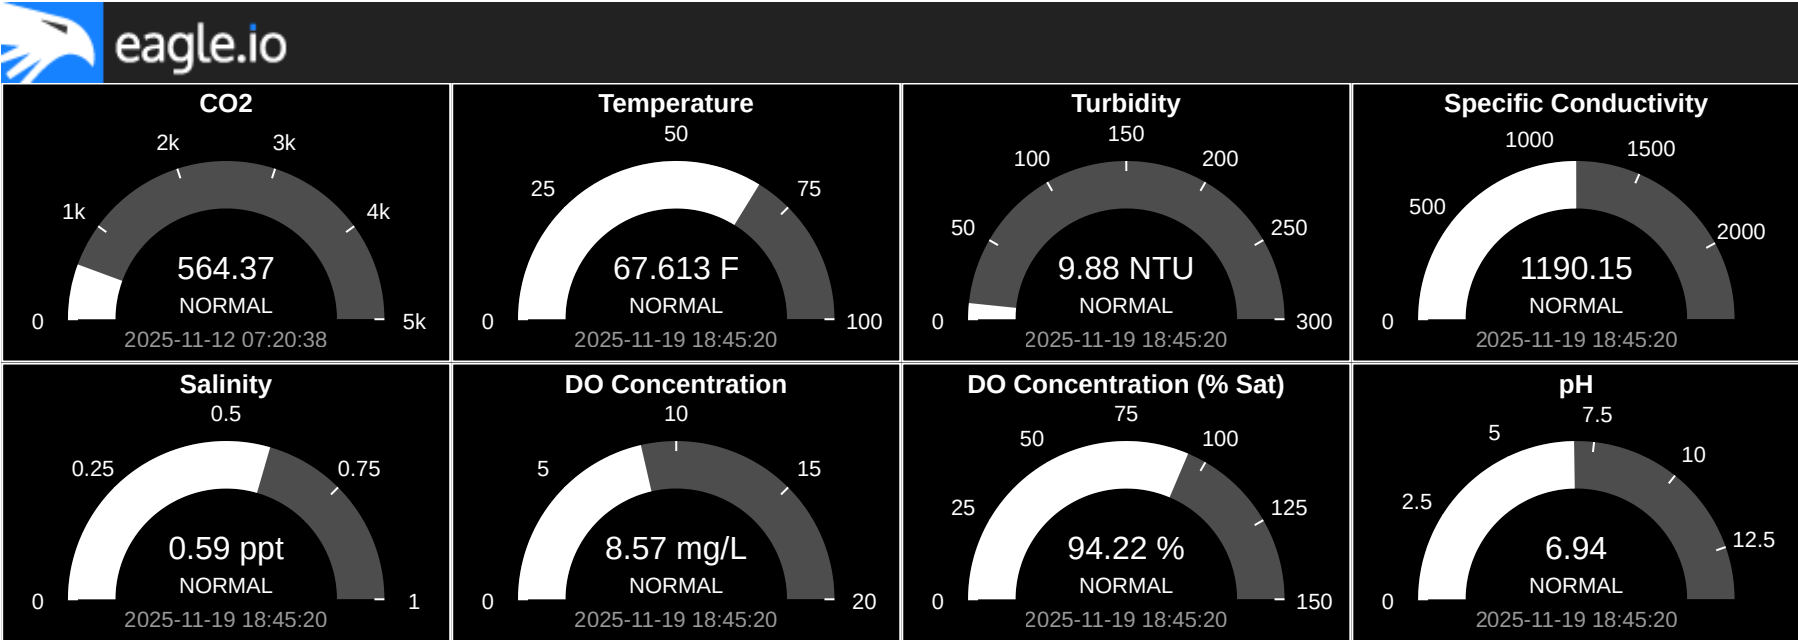 eagle.io
CO2
2k 3k
1k 4k
564.37
NORMAL
0 5k
2025-11-12 07:20:38
Temperature
50
25 75
67.613 F
NORMAL
0 100
2025-11-19 18:45:20
Turbidity
150
100 200
50 250
9.88 NTU
NORMAL
0 300
2025-11-19 18:45:20
Specific Conductivity
1000 1500
500 2000
1190.15
NORMAL
0
2025-11-19 18:45:20
Salinity
0.5
0.25 0.75
0.59 ppt
NORMAL
0 1
2025-11-19 18:45:20
DO Concentration
10
5 15
8.57 mg/L
NORMAL
0 20
2025-11-19 18:45:20
DO Concentration (% Sat)
75
50 100
25 125
94.22 %
NORMAL
0 150
2025-11-19 18:45:20
pH
7.5
5 10
2.5 12.5
6.94
NORMAL
0
2025-11-19 18:45:20